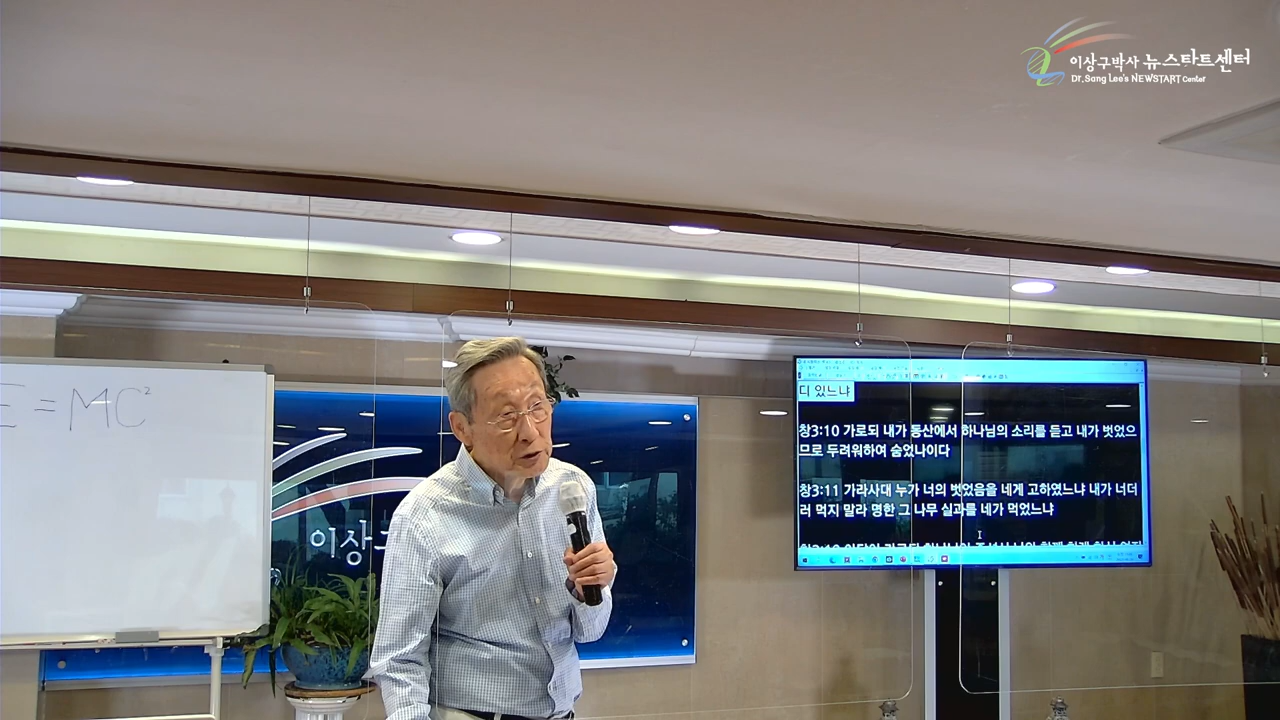 이상구박사 뉴스타트센터
Dr. Sang Lee's NEWSTART Center
E = MC²
이상구
디 있느냐
창3:10 가로되 내가 동산에서 하나님의 소리를 듣고 내가 벗었으
므로 두려워하여 숨었나이다
창3:11 가라사대 누가 너의 벗었음을 네게 고하였느냐 내가 너더
러 먹지 말라 명한 그 나무 실과를 네가 먹었느냐